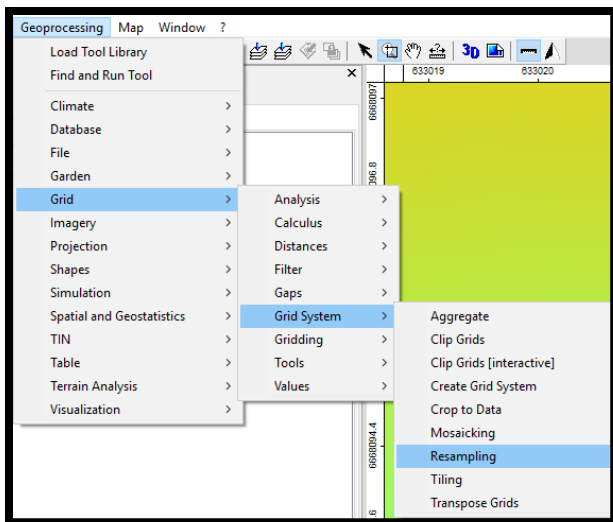 Geoprocessing Map Window ?
Load Tool Library
Find and Run Tool
3D
633019 633020
Climate
Database
File
Garden
Grid
Imagery
Projection
Shapes
Simulation
Spatial and Geostatistics
TIN
Table
Terrain Analysis
Visualization
Analysis
Calculus
Distances
Filter
Gaps
Grid System
Gridding
Tools
Values
Aggregate
Clip Grids
Clip Grids [interactive]
Create Grid System
Crop to Data
Mosaicking
Resampling
Tiling
Transpose Grids
6668097
096.8
6668094.4
.6